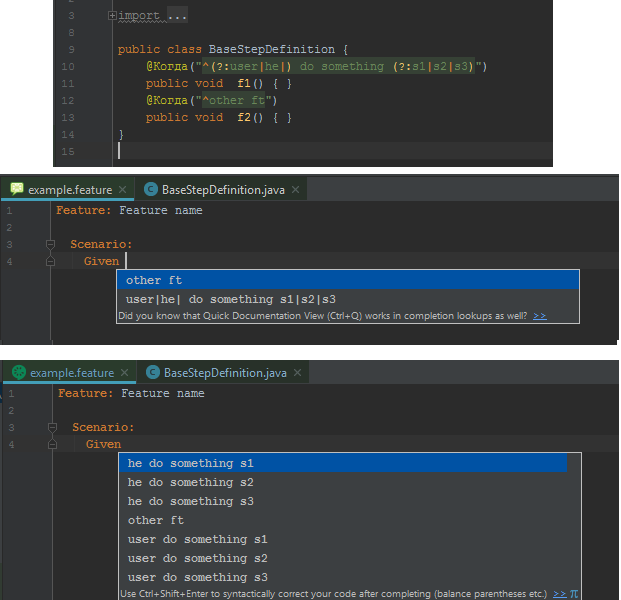 3 import ...
8
9 public class BaseStepDefinition {
10 @Когда("^(?:user|he|) do something (?:s1|s2|s3)")
11 public void f1() { }
12 @Когда("^other ft")
13 public void f2() { }
14 }
15
example.feature × C BaseStepDefinition.java ×
1 Feature: Feature name
2
3 Scenario:
4 Given
other ft
user|he| do something s1|s2|s3
Did you know that Quick Documentation View (Ctrl+Q) works in completion lookups as well? >>
example.feature × C BaseStepDefinition.java ×
1 Feature: Feature name
2
3 Scenario:
4 Given
he do something s1
he do something s2
he do something s3
other ft
user do something s1
user do something s2
user do something s3
Use Ctrl+Shift+Enter to syntactically correct your code after completing (balance parentheses etc.) >> π